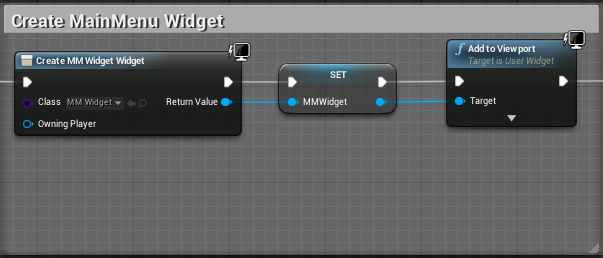 Create MainMenu Widget
Create MM Widget Widget
Class MM Widget Return Value
Owning Player
SET
MMWidget
Add to Viewport
Target is User Widget
Target